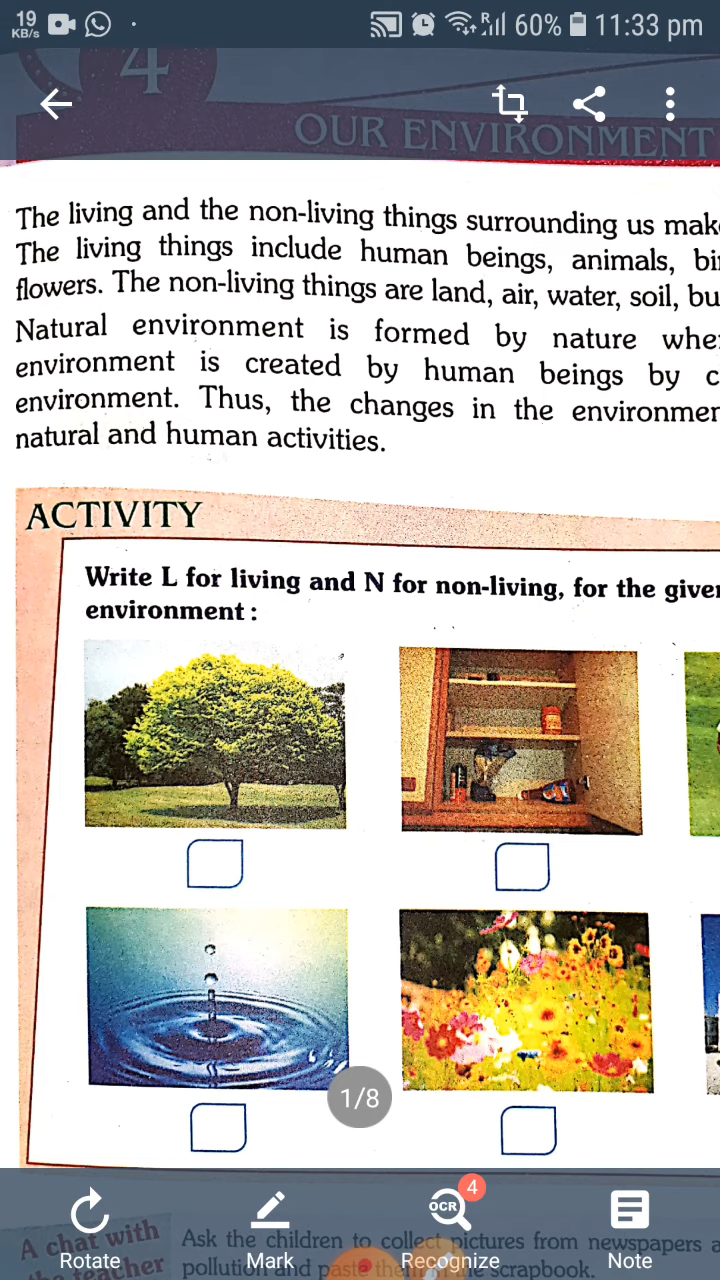 19
KB/s
60% 11:33 pm
4
OUR ENVIRONMENT
The living and the non-living things surrounding us mak
The living things include human beings, animals, bi
flowers. The non-living things are land, air, water, soil, bu
Natural environment is formed by nature whe
environment is created by human beings by c
environment. Thus, the changes in the environmen
natural and human activities.
ACTIVITY
Write L for living and N for non-living, for the given
environment :
1/8
OCR
4
Rotate Mark Recognize Note
A chat with
teacher
Ask the children to collect pictures from newspapers a
pollution and paste scrapbook.